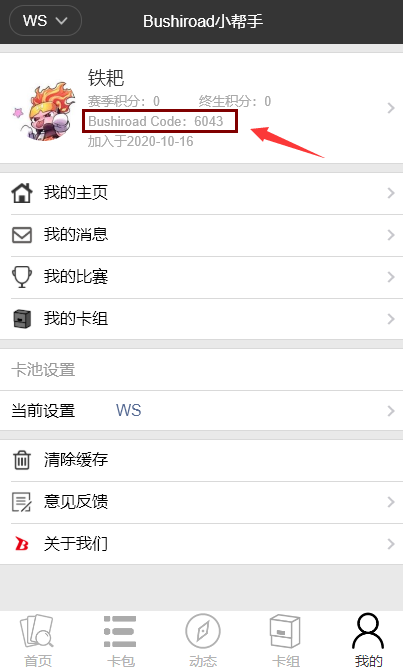 WS
Bushiroad小帮手
铁耙
赛季积分：0 终生积分：0
Bushiroad Code：6043
加入于2020-10-16
我的主页
我的消息
我的比赛
我的卡组
卡池设置
当前设置 WS
清除缓存
意见反馈
关于我们
首页 卡包 动态 卡组 我的